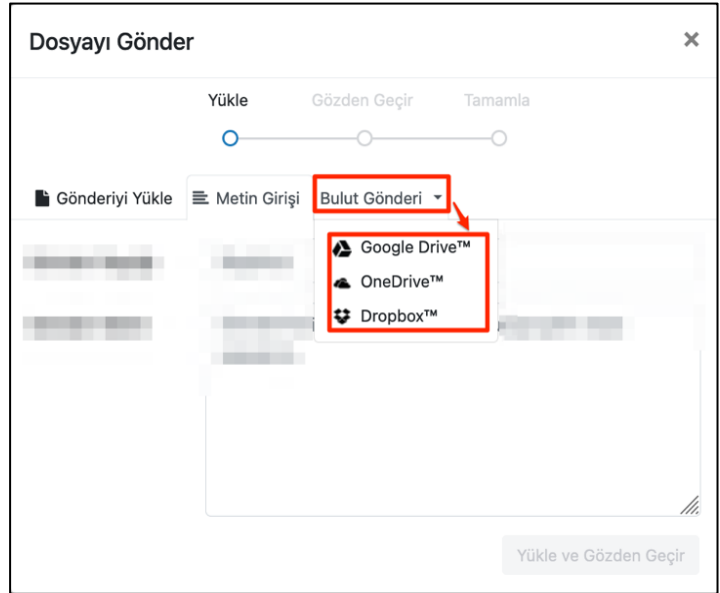 Dosyayı Gönder ×
Yükle Gözden Geçir Tamamla
Gönderiyi Yükle Metin Girişi Bulut Gönderi
Google Drive™
OneDrive™
Dropbox™
Yükle ve Gözden Geçir